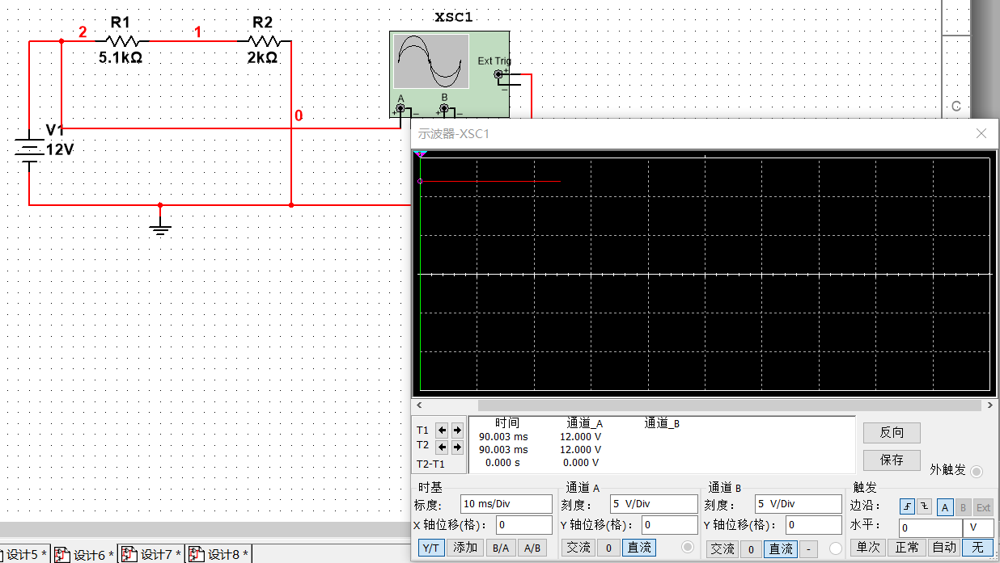 XSC1
R1
R2
2
1
5.1kΩ
2kΩ
Ext Trig
A
B
0
V1
12V
C
示波器-XSC1
T1
T2
T2-T1
时间 通道_A 通道_B
90.003 ms 12.000 V
90.003 ms 12.000 V
0.000 s 0.000 V
反向
保存
外触发
时基
标度: 10 ms/Div
X 轴位移(格): 0
Y/T 添加 B/A A/B
通道 A
刻度: 5 V/Div
Y 轴位移(格): 0
交流 0 直流
通道 B
刻度: 5 V/Div
Y 轴位移(格): 0
交流 0 直流 -
触发
边沿: A B Ext
水平: 0 V
单次 正常 自动 无
设计5 * 设计6 * 设计7 * 设计8 *